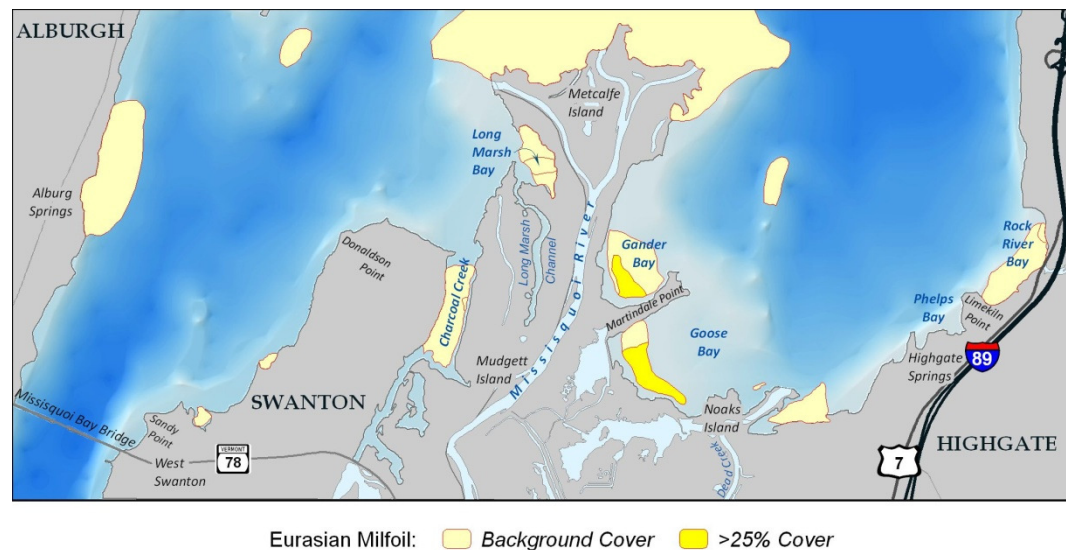 ALBURGH
Metcalfe
Island
Long
Marsh
Bay
Alburg
Springs
Missisquoi River
Long Marsh
Channel
Donaldson
Point
Charcoal Creek
Gander
Bay
Rock
River
Bay
Martindale Point
Phelps
Bay
Limekiln
Point
Goose
Bay
Mudgett
Island
Highgate
Springs
89
Missisquoi Bay Bridge
Sandy
Point
SWANTON
Noaks
Island
West
Swanton
VERMONT
78
Dead Creek
7
HIGHGATE
Eurasian Milfoil: Background Cover >25% Cover